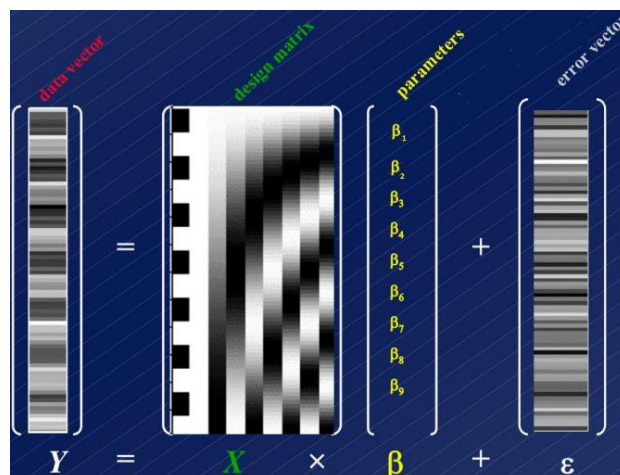 data vector
design matrix
parameters
error vector
β1
β2
β3
β4
β5
β6
β7
β8
β9
= +
Y = X × β + ε